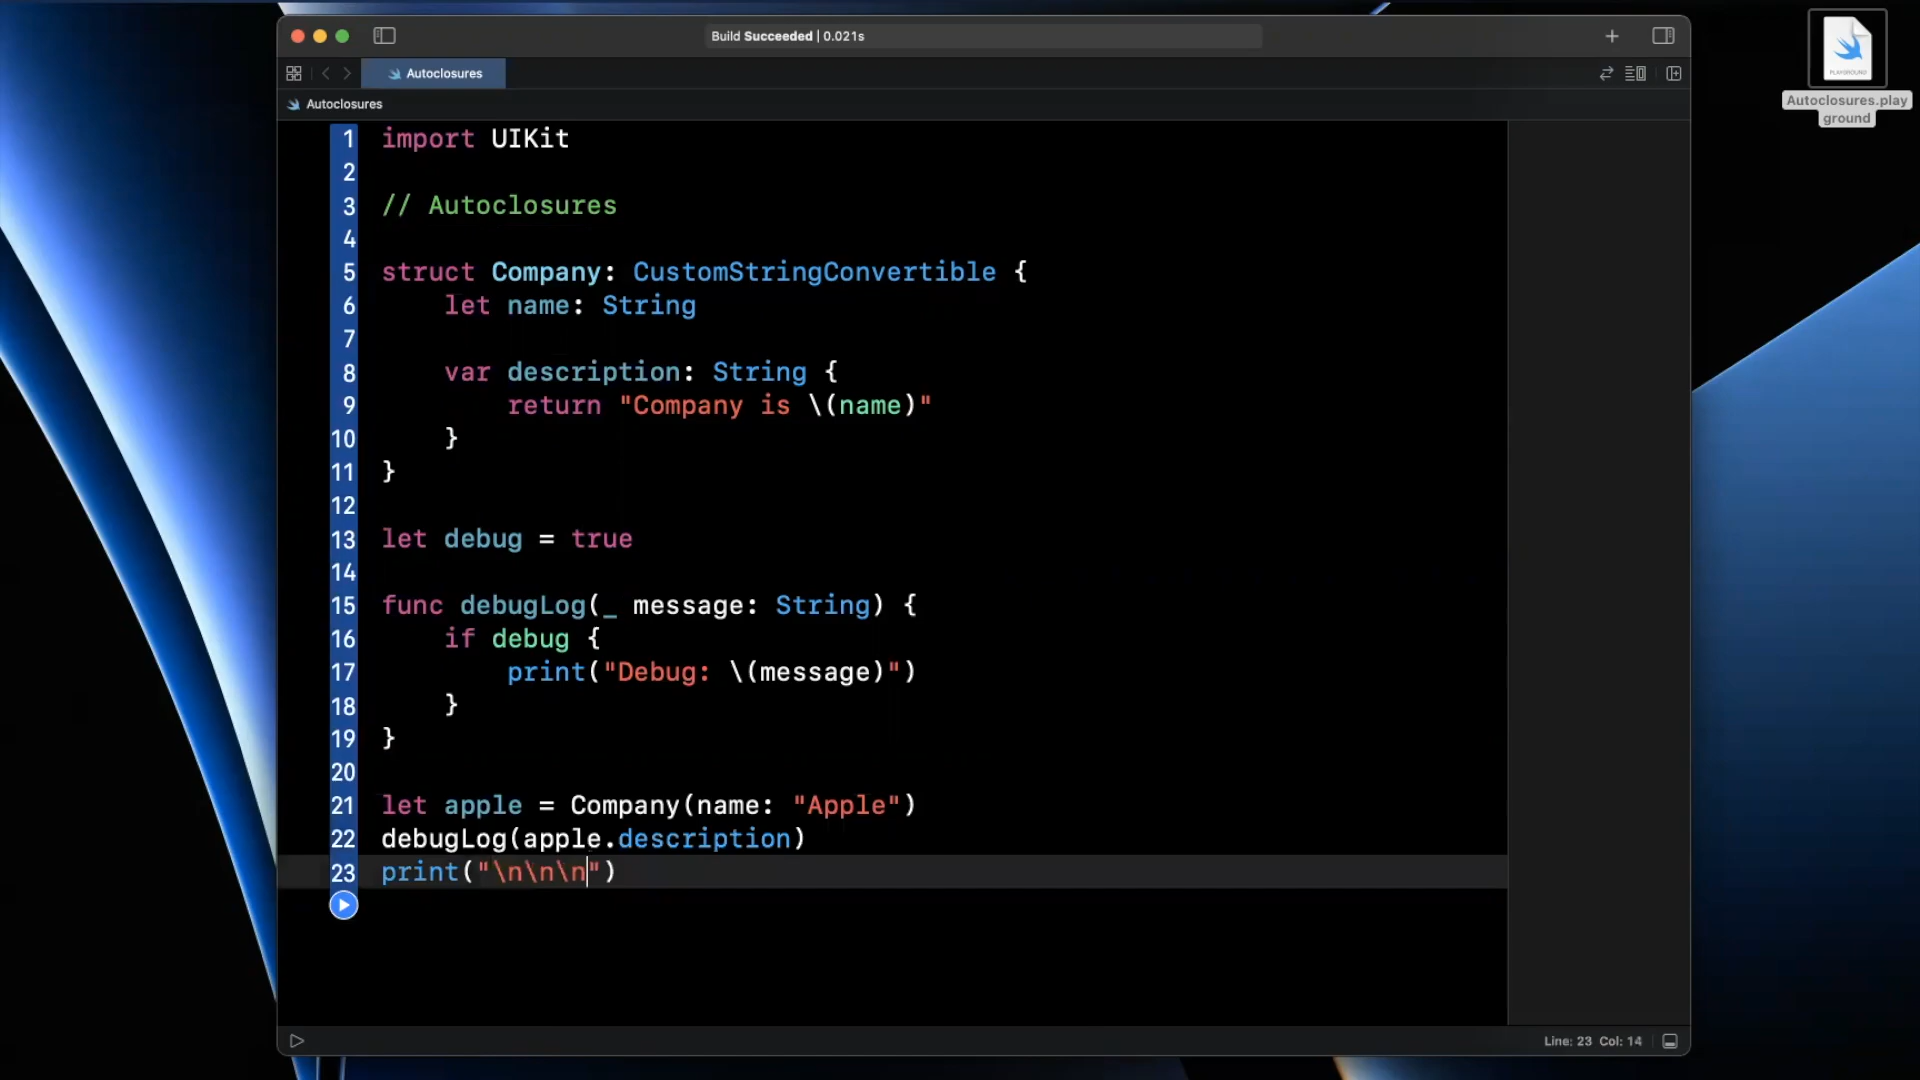 Build Succeeded | 0.021s
Autoclosures
Autoclosures
1 import UIKit
2
3 // Autoclosures
4
5 struct Company: CustomStringConvertible {
6 let name: String
7
8 var description: String {
9 return "Company is \(name)"
10 }
11 }
12
13 let debug = true
14
15 func debugLog(_ message: String) {
16 if debug {
17 print("Debug: \(message)")
18 }
19 }
20
21 let apple = Company(name: "Apple")
22 debugLog(apple.description)
23 print("\n\n\n")
Line: 23 Col: 14
PLAYGROUND
Autoclosures.play
ground